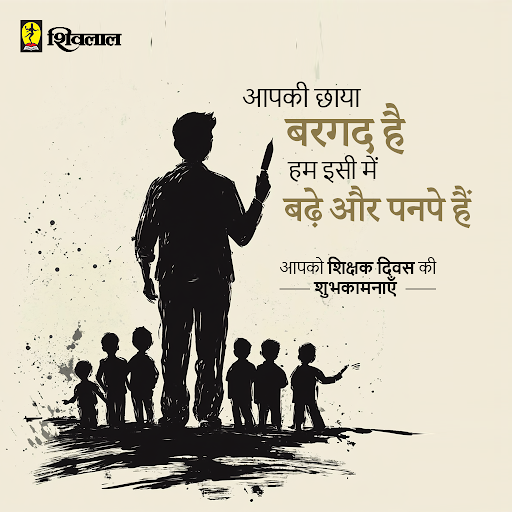 शिवलाल
आपकी छाया
बरगद है
हम इसी में
बढ़े और पनपे हैं
आपको शिक्षक दिवस की
शुभकामनाएँ